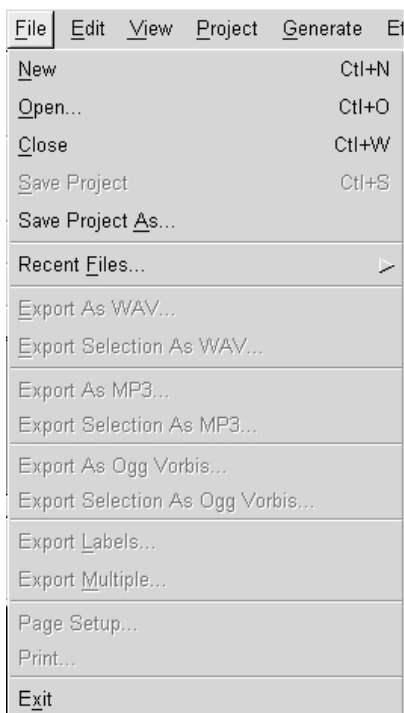 File Edit View Project Generate
New Ctl+N
Open... Ctl+O
Close Ctl+W
Save Project Ctl+S
Save Project As...
Recent Files...
Export As WAV...
Export Selection As WAV...
Export As MP3...
Export Selection As MP3...
Export As Ogg Vorbis...
Export Selection As Ogg Vorbis...
Export Labels...
Export Multiple...
Page Setup...
Print...
Exit